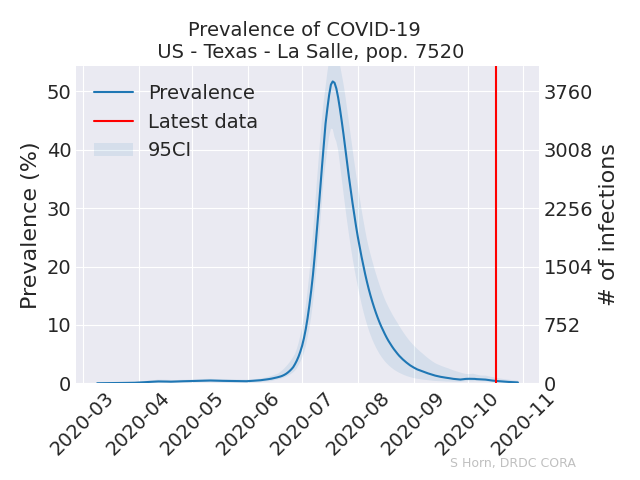 Prevalence of COVID-19
US - Texas - La Salle, pop. 7520
Prevalence
Latest data
95CI
Prevalence (%)
50
40
30
20
10
0
3760
3008
2256
1504
752
0
# of infections
2020-03
2020-04
2020-05
2020-06
2020-07
2020-08
2020-09
2020-10
2020-11
S Horn, DRDC CORA